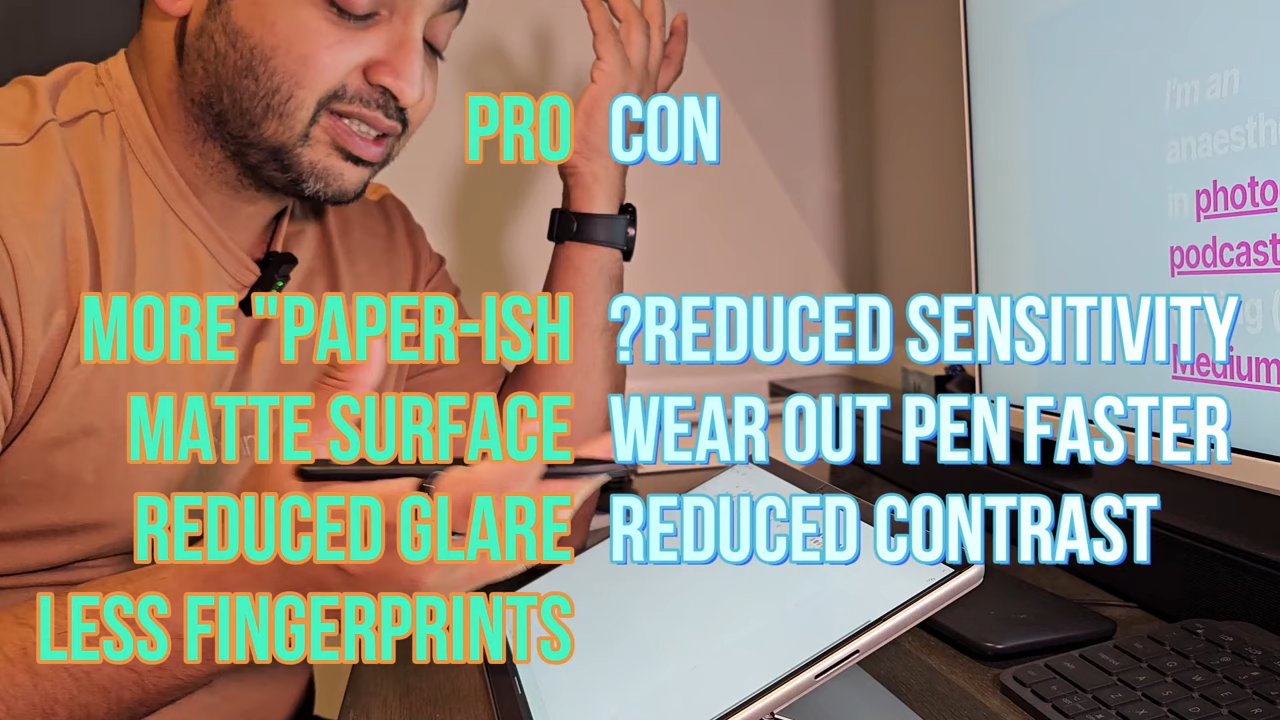 PRO CON
MORE "PAPER-ISH ?REDUCED SENSITIVITY
MATTE SURFACE WEAR OUT PEN FASTER
REDUCED GLARE REDUCED CONTRAST
LESS FINGERPRINTS
I'm an
in photo
podcast
Medium